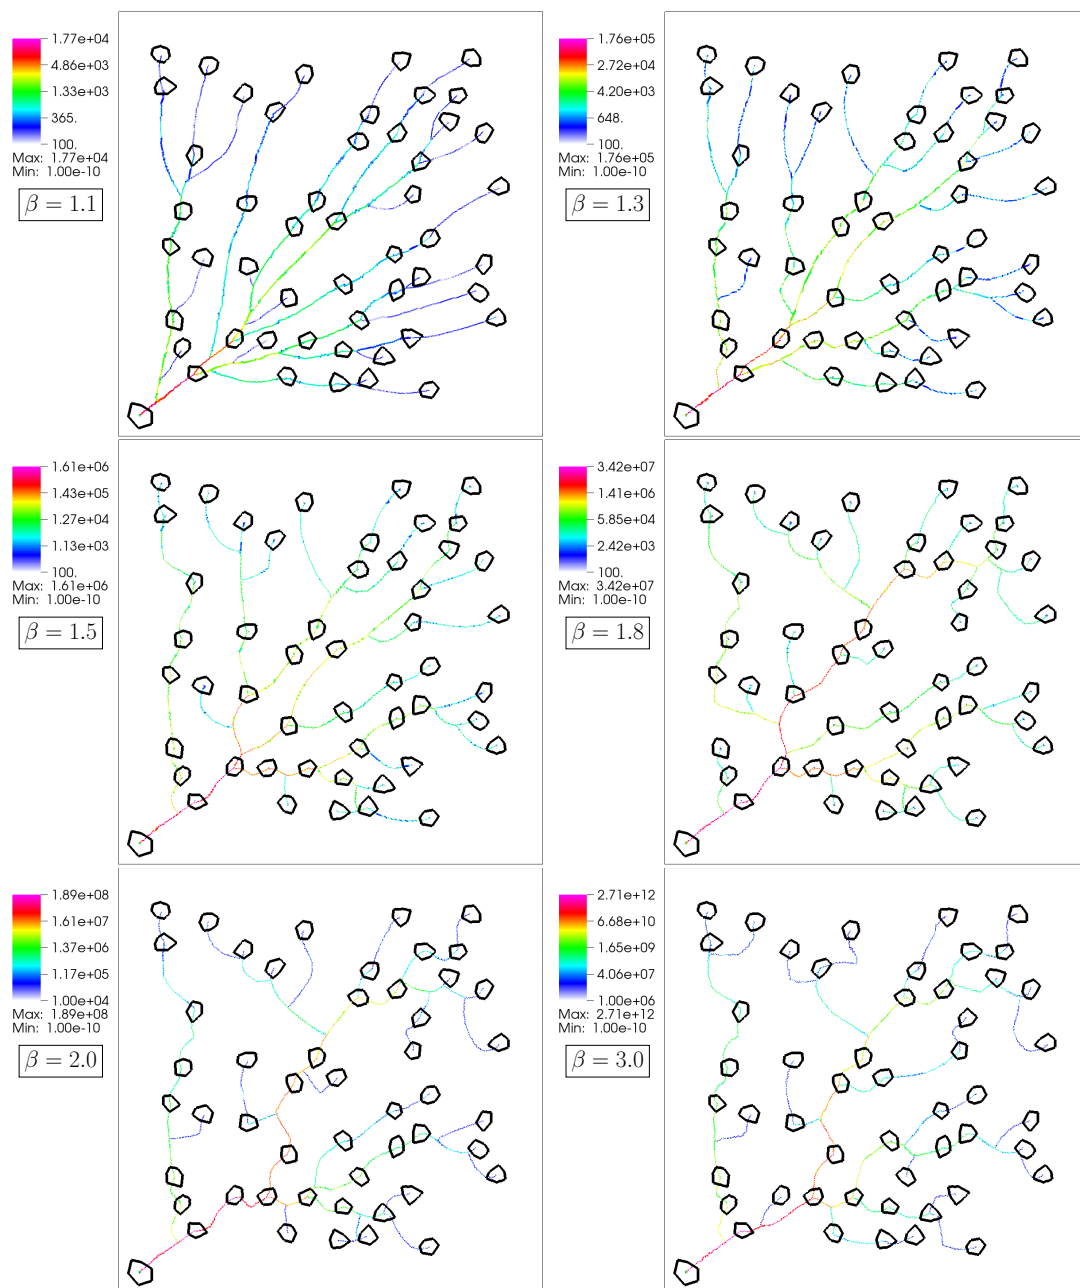 1.77e+04
4.86e+03
1.33e+03
365.
100.
Max: 1.77e+04
Min: 1.00e-10
β = 1.1
1.76e+05
2.72e+04
4.20e+03
648.
100.
Max: 1.76e+05
Min: 1.00e-10
β = 1.3
1.61e+06
1.43e+05
1.27e+04
1.13e+03
100.
Max: 1.61e+06
Min: 1.00e-10
β = 1.5
3.42e+07
1.41e+06
5.85e+04
2.42e+03
100.
Max: 3.42e+07
Min: 1.00e-10
β = 1.8
1.89e+08
1.61e+07
1.37e+06
1.17e+05
1.00e+04
Max: 1.89e+08
Min: 1.00e-10
β = 2.0
2.71e+12
6.68e+10
1.65e+09
4.06e+07
1.00e+06
Max: 2.71e+12
Min: 1.00e-10
β = 3.0